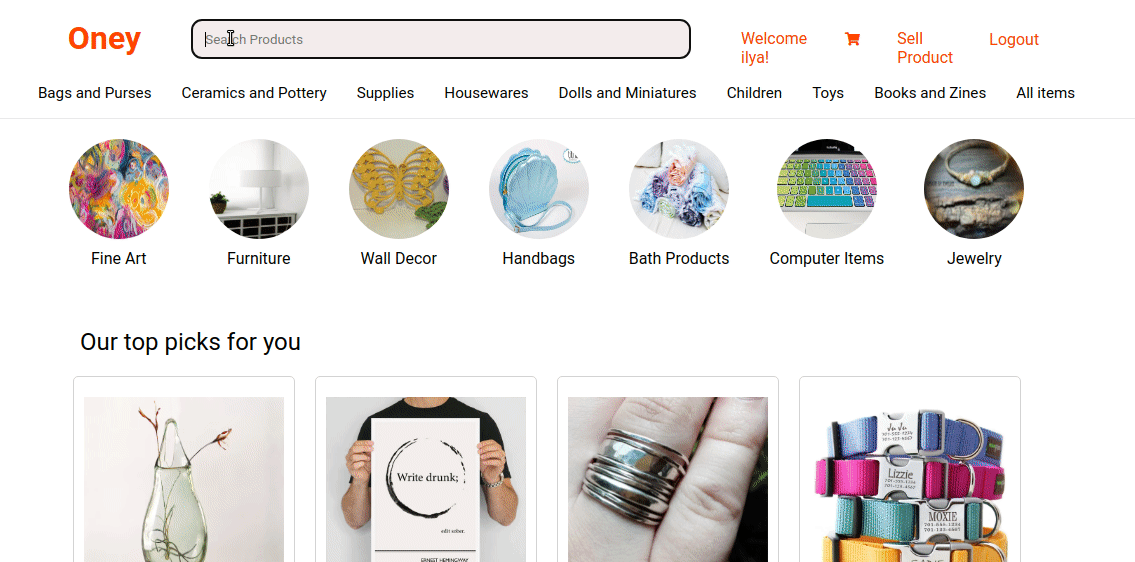 Oney
Search Products
Welcome
ilya!
Sell
Product
Logout
Bags and Purses
Ceramics and Pottery
Supplies
Housewares
Dolls and Miniatures
Children
Toys
Books and Zines
All items
Fine Art
Furniture
Wall Decor
Handbags
Bath Products
Computer Items
Jewelry
Our top picks for you
Write drunk;
edit sober.
ERNEST HEMINGWAY
Ju Ju
Lizzie
MOXIE